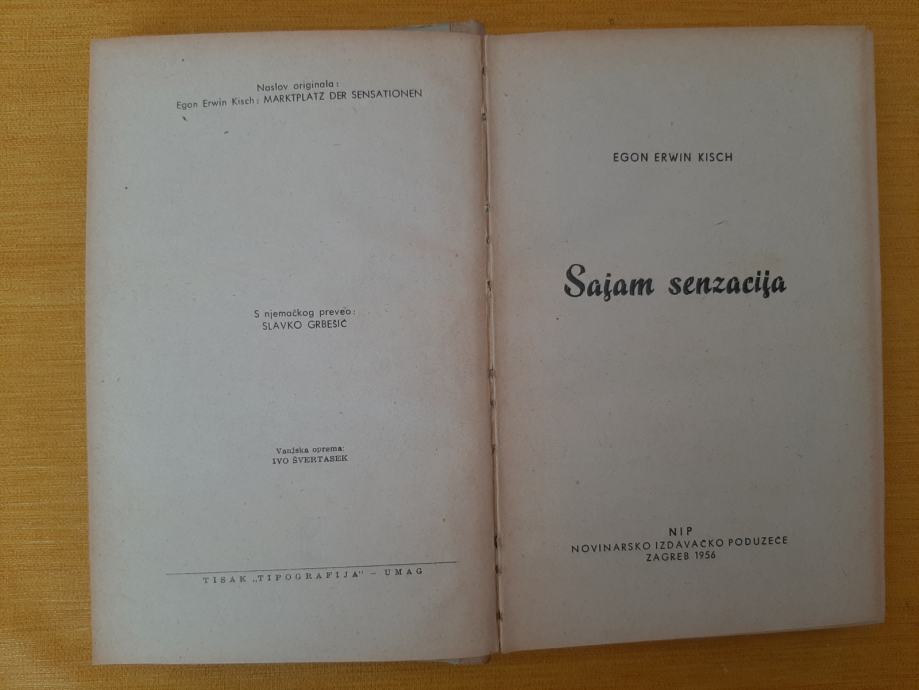 Naslov originala:
Egon Erwin Kisch: MARKTPLATZ DER SENSATIONEN
S njemačkog preveo:
SLAVKO GRBEŠIĆ
Vanjska oprema:
IVO ŠVERTASEK
TISAK „TIPOGRAFIJA" — UMAG
EGON ERWIN KISCH
Sajam senzacija
NIP
NOVINARSKO IZDAVAČKO PODUZEĆE
ZAGREB 1956